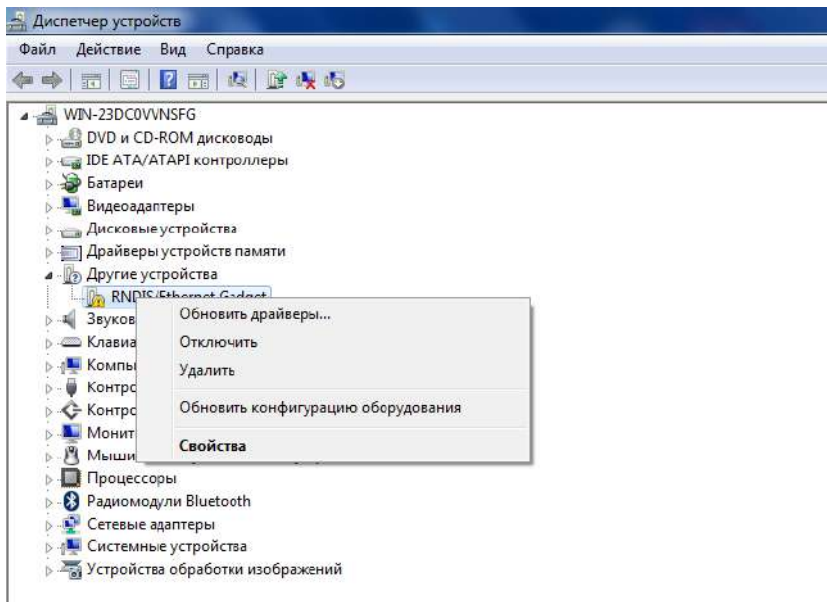 Диспетчер устройств
Файл Действие Вид Справка
WIN-23DC0VVNSFG
DVD и CD-ROM дисководы
IDE ATA/ATAPI контроллеры
Батареи
Видеоадаптеры
Дисковые устройства
Драйверы устройств памяти
Другие устройства
RNDIS/Ethernet Gadget
Обновить драйверы...
Звуков
Отключить
Клавиа
Компы
Удалить
Контро
Контро
Обновить конфигурацию оборудования
Монит
Свойства
Мыши
Процессоры
Радиомодули Bluetooth
Сетевые адаптеры
Системные устройства
Устройства обработки изображений